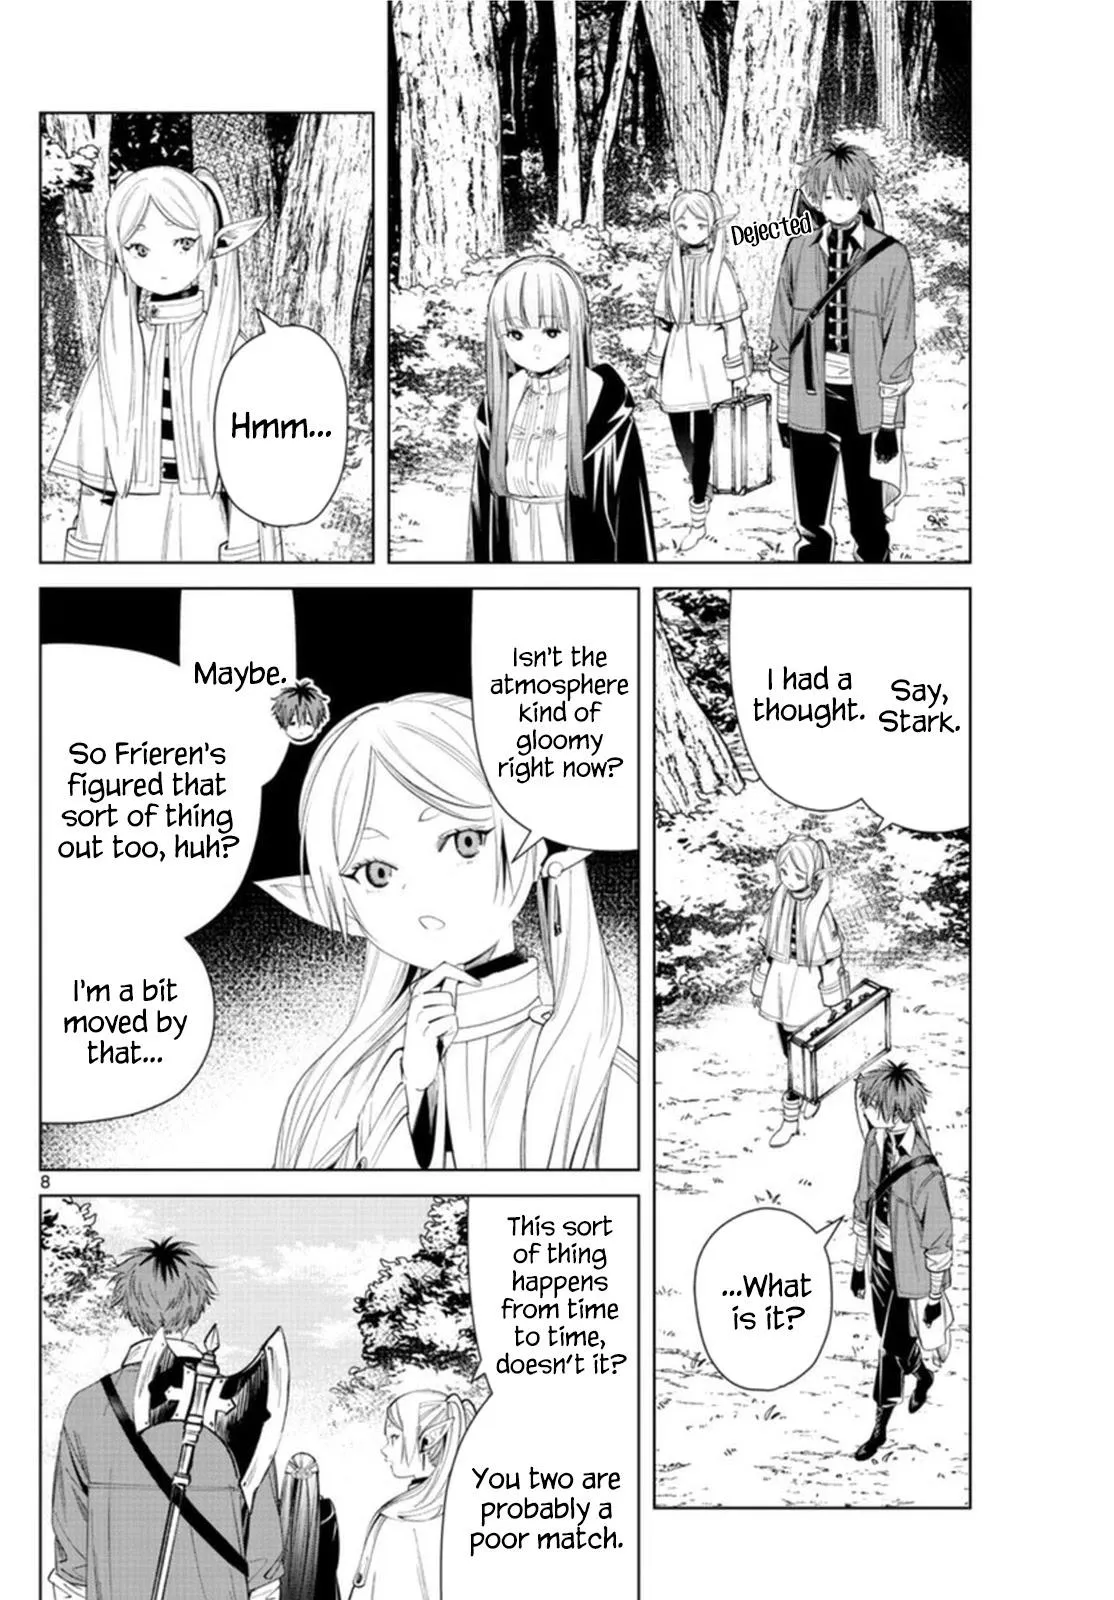 Dejected
Hmm...
Say,
Stark.
I had a
thought.
...What
is it?
Isn't the
atmosphere
kind of
gloomy
right now?
Maybe.
So Frieren's
figured that
sort of thing
out too, huh?
I'm a bit
moved by
that...
8
This sort
of thing
happens
from time
to time,
doesn't it?
You two are
probably a
poor match.